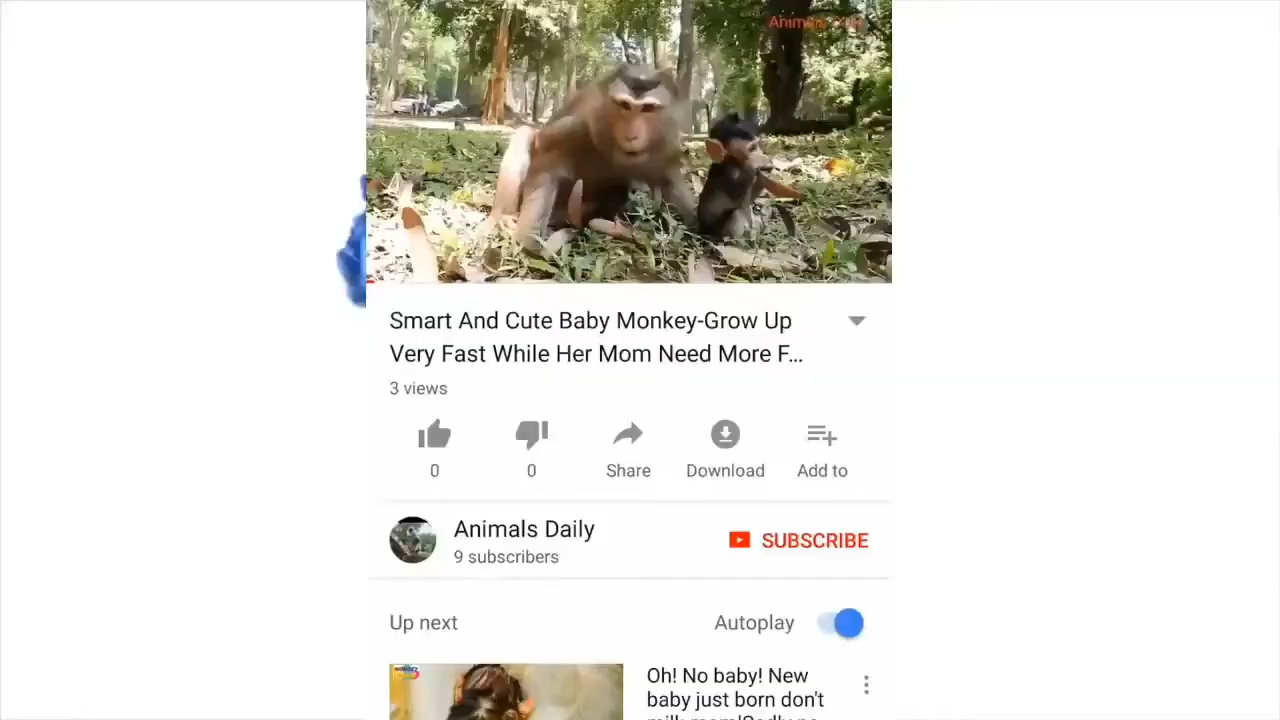 Animals Daily
Smart And Cute Baby Monkey-Grow Up
Very Fast While Her Mom Need More F...
3 views
0
0
Share
Download
Add to
Animals Daily
9 subscribers
SUBSCRIBE
Up next
Autoplay
Oh! No baby! New
baby just born don't